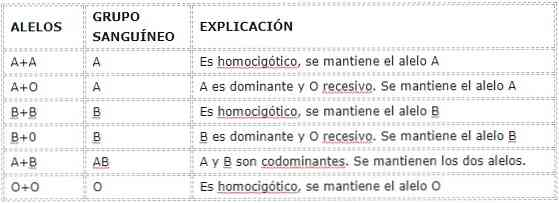 ALELOS GRUPO SANGUÍNEO EXPLICACIÓN
A+A A Es homocigótico, se mantiene el alelo A
A+O A A es dominante y O recesivo. Se mantiene el alelo A
B+B B Es homocigótico, se mantiene el alelo B
B+0 B B es dominante y O recesivo. Se mantiene el alelo B
A+B AB A y B son codominantes. Se mantienen los dos alelos.
O+O O Es homocigótico, se mantiene el alelo O